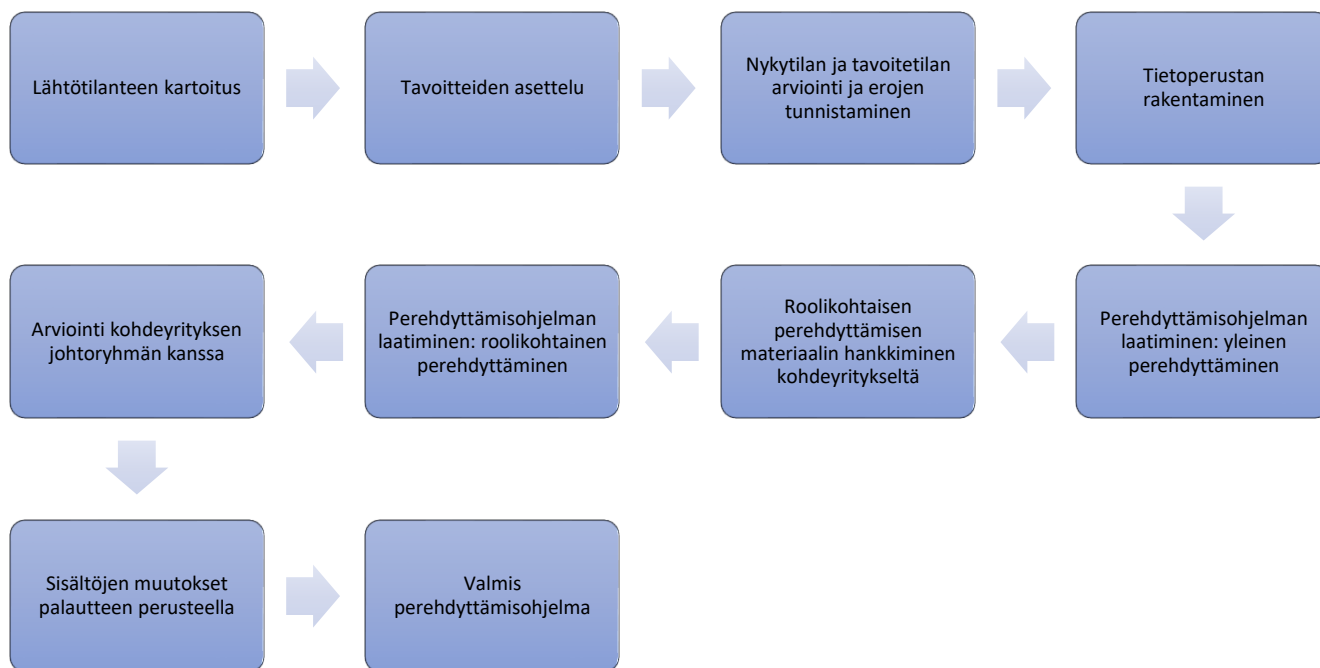 Lähtötilanteen kartoitus
Tavoitteiden asettelu
Nykytilan ja tavoitetilan
arviointi ja erojen
tunnistaminen
Tietoperustan
rakentaminen
Perehdyttämisohjelman
laatiminen: yleinen
perehdyttäminen
Roolikohtaisen
perehdyttämisen
materiaalin hankkiminen
kohdeyritykseltä
Perehdyttämisohjelman
laatiminen: roolikohtainen
perehdyttäminen
Arviointi kohdeyrityksen
johtoryhmän kanssa
Sisältöjen muutokset
palautteen perusteella
Valmis
perehdyttämisohjelma